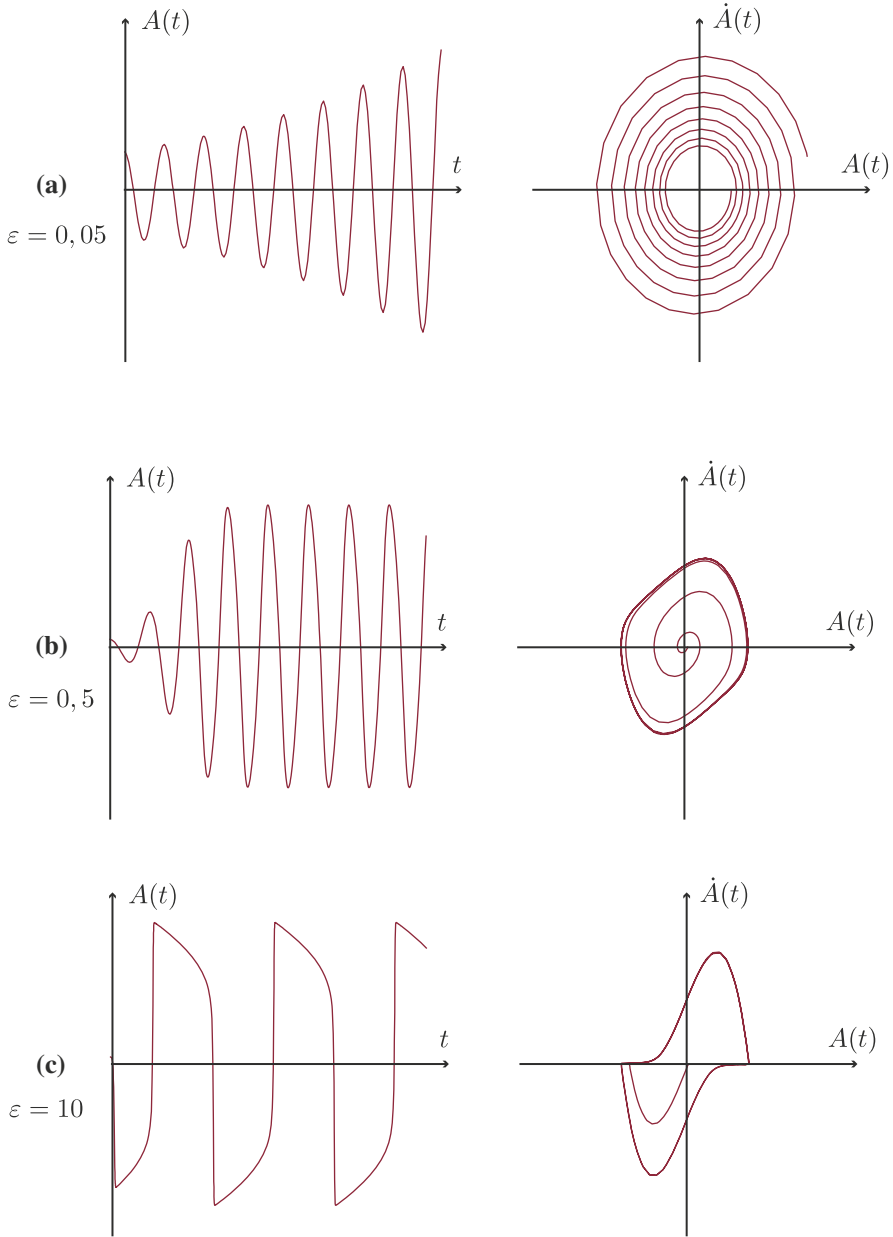 A(t)
Ȧ(t)
t
(a)
A(t)
ε = 0, 05
A(t)
Ȧ(t)
t
A(t)
(b)
ε = 0, 5
A(t)
Ȧ(t)
t
A(t)
(c)
ε = 10